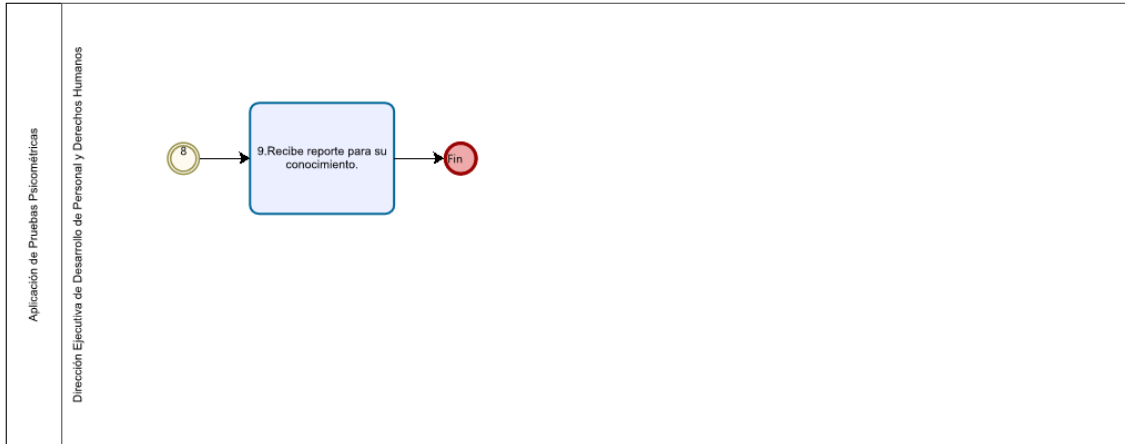 Aplicación de Pruebas Psicométricas
Dirección Ejecutiva de Desarrollo de Personal y Derechos Humanos
8
9.Recibe reporte para su
conocimiento.
Fin